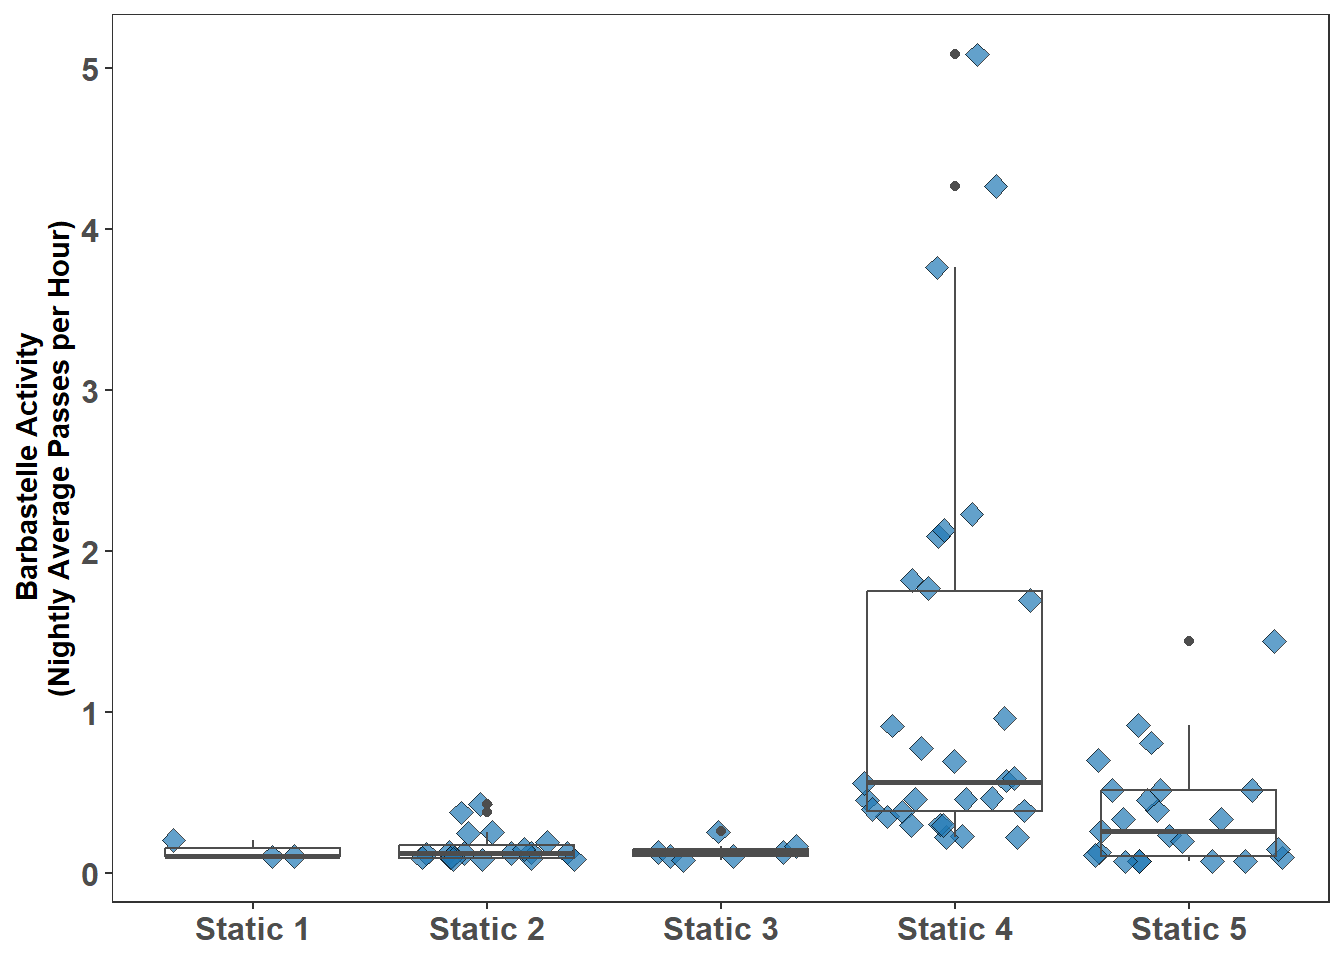 Barbastelle Activity
(Nightly Average Passes per Hour)
5
4
3
2
1
0
Static 1
Static 2
Static 3
Static 4
Static 5